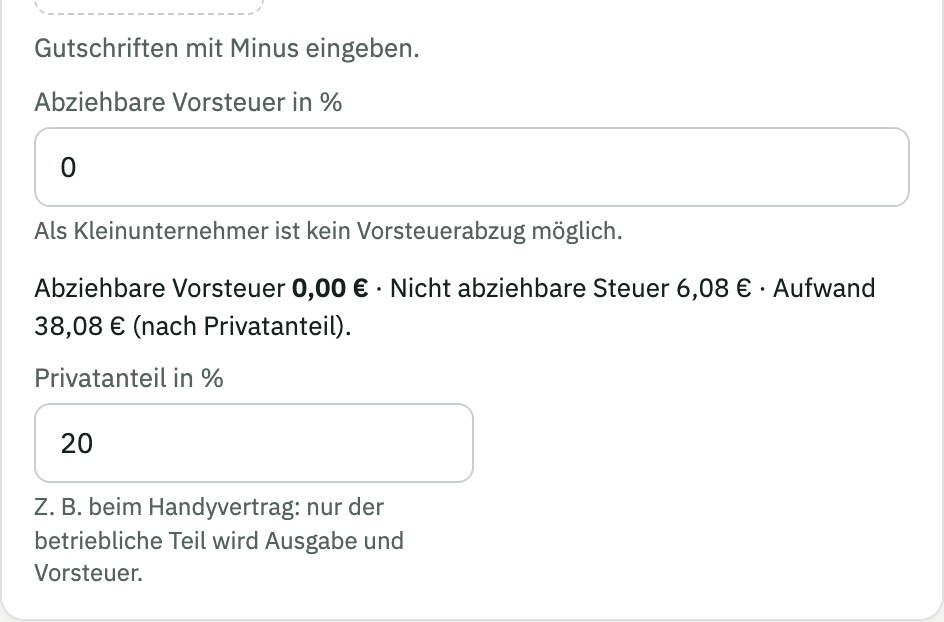 Gutschriften mit Minus eingeben.
Abziehbare Vorsteuer in %
0
Als Kleinunternehmer ist kein Vorsteuerabzug möglich.
Abziehbare Vorsteuer 0,00 € · Nicht abziehbare Steuer 6,08 € · Aufwand
38,08 € (nach Privatanteil).
Privatanteil in %
20
Z. B. beim Handyvertrag: nur der
betriebliche Teil wird Ausgabe und
Vorsteuer.